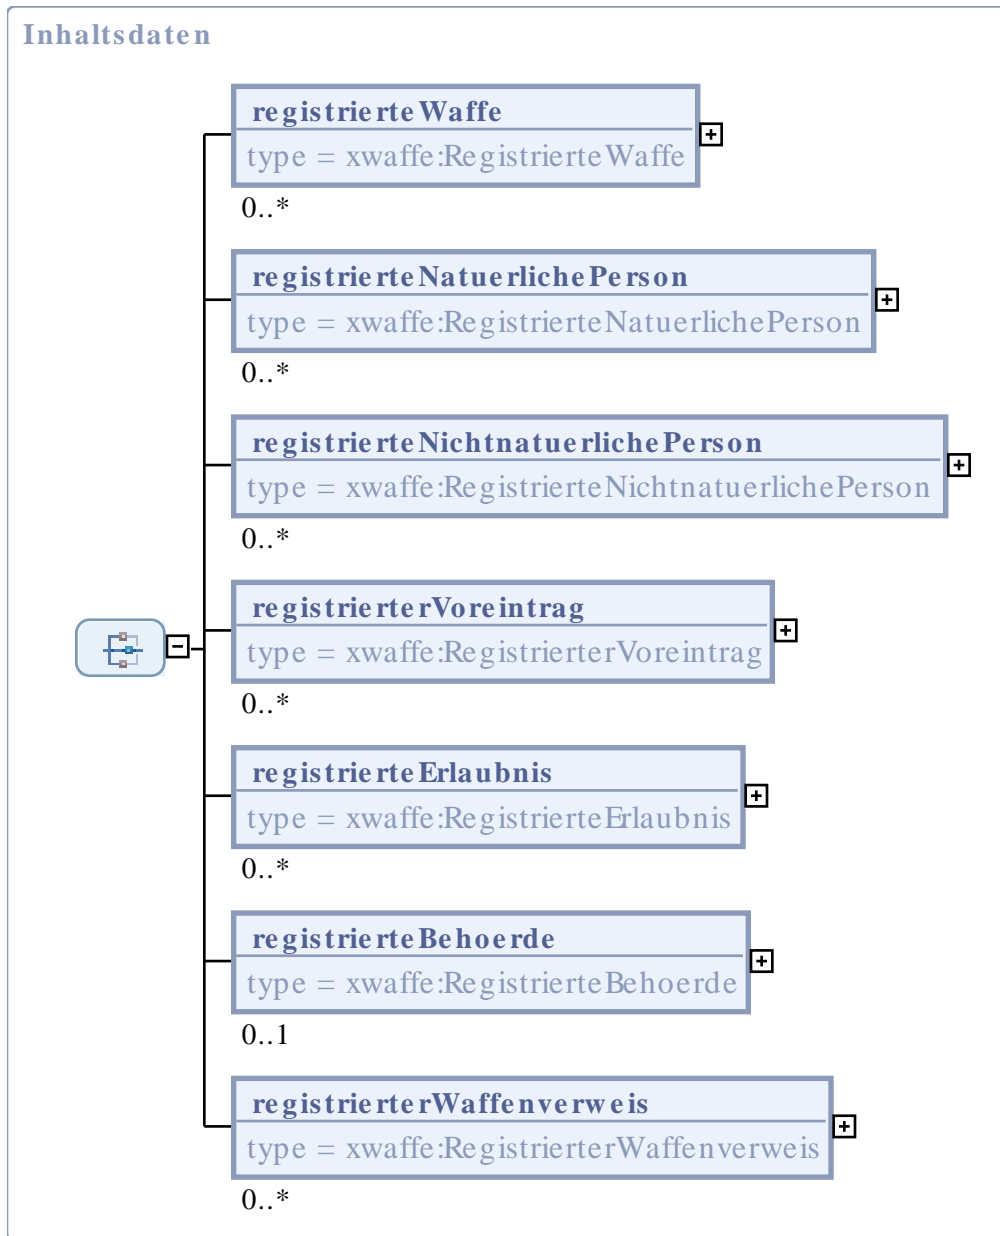 Inhaltsdaten
registrierteWaffe
type = xwaffe:RegistrierteWaffe
0..*
registrierteNatuerlichePerson
type = xwaffe:RegistrierteNatuerlichePerson
0..*
registrierteNichtnatuerlichePerson
type = xwaffe:RegistrierteNichtnatuerlichePerson
0..*
registrierterVoreintrag
type = xwaffe:RegistrierterVoreintrag
0..*
registrierteErlaubnis
type = xwaffe:RegistrierteErlaubnis
0..*
registrierteBehoerde
type = xwaffe:RegistrierteBehoerde
0..1
registrierterWaffenverweis
type = xwaffe:RegistrierterWaffenverweis
0..*